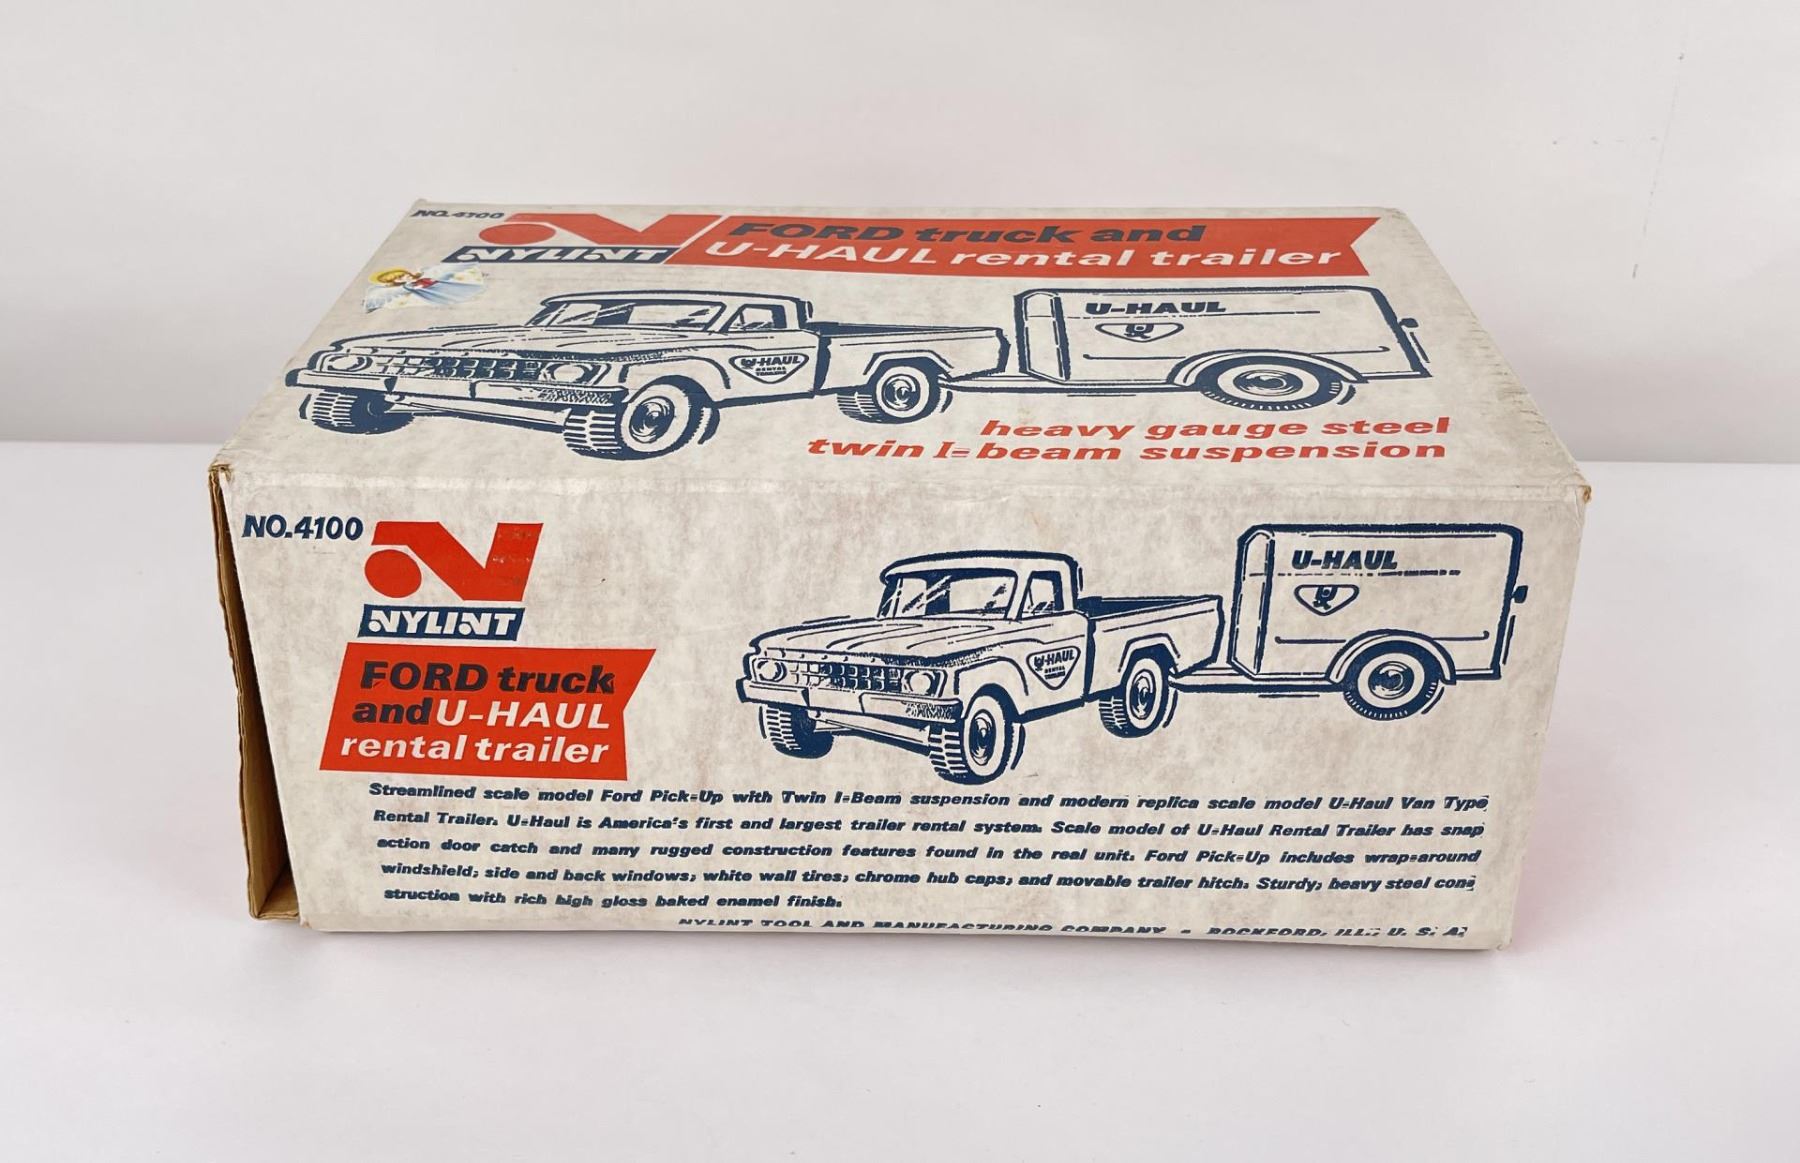 NO.4100
NYLINT
FORD truck and
U-HAUL rental trailer
U-HAUL
U-HAUL
RENTAL
TRAILERS
heavy gauge steel
twin I-beam suspension
NO.4100
NYLINT
FORD truck
and U-HAUL
rental trailer
U-HAUL
U-HAUL
RENTAL
Streamlined scale model Ford Pick-Up with Twin I-Beam suspension and modern replica scale model U-Haul Van Type
Rental Trailer. U-Haul is America's first and largest trailer rental system. Scale model of U-Haul Rental Trailer has snap
action door catch and many rugged construction features found in the real unit. Ford Pick-Up includes wrap-around
windshield, side and back windows, white wall tires, chrome hub caps, and movable trailer hitch. Sturdy, heavy steel con-
struction with rich high gloss baked enamel finish.
NYLINT TOOL AND MANUFACTURING COMPANY • ROCKFORD, ILL., U. S. A.